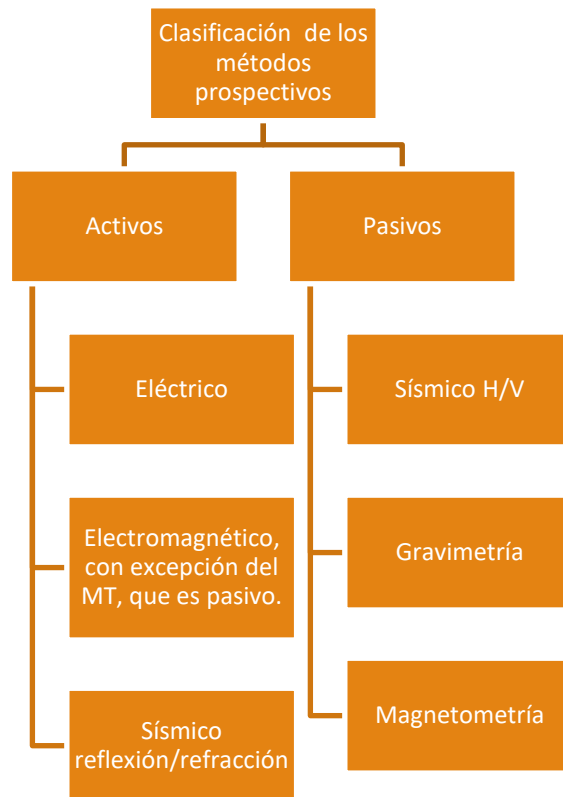 Clasificación de los
métodos
prospectivos
Activos
Pasivos
Eléctrico
Sísmico H/V
Electromagnético,
con excepción del
MT, que es pasivo.
Gravimetría
Sísmico
reflexión/refracción
Magnetometría